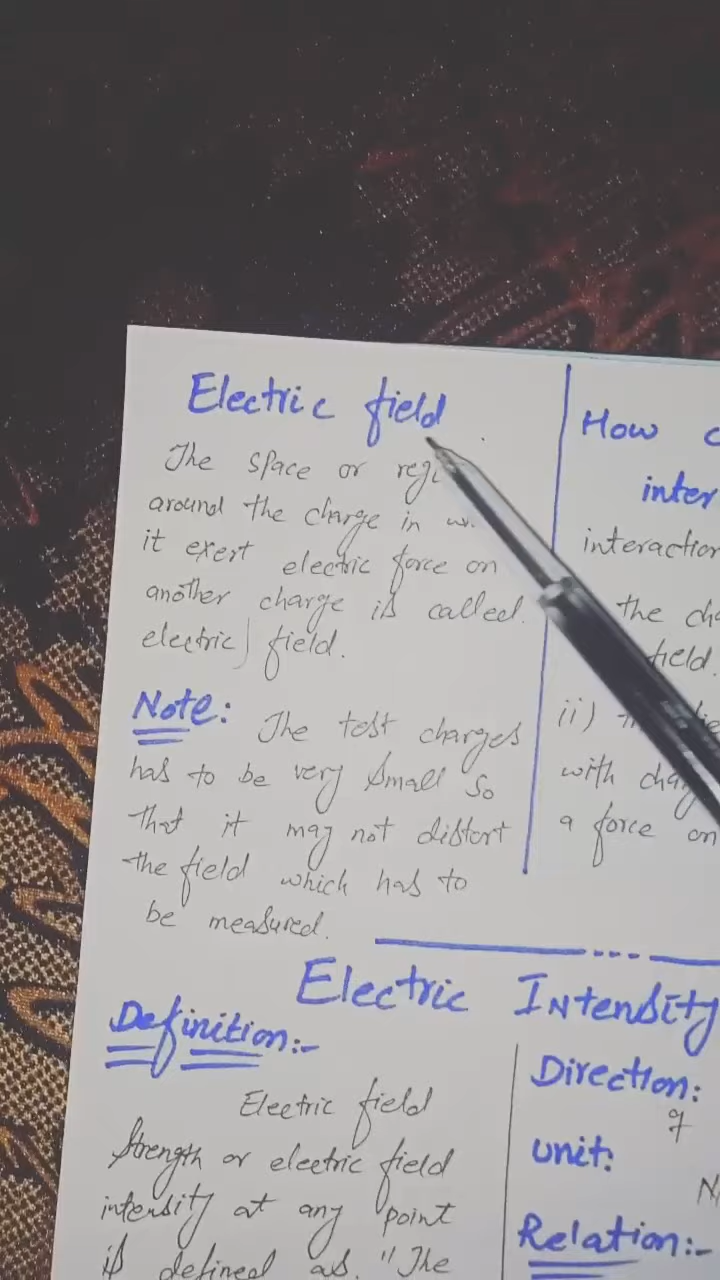 Electric field
The space or
around the charge in
it exert electric force on
another charge is called
electric field.
Note:
The test charges
has to be very small so
that it may not distort
the field which has to
be measured.
How
inter
interaction
the
field.
ii)
with
a force on
Electric Intensity
Definition:-
Electric field
Strength or electric field
intensity at any point
is defined as. "The
Direction:
unit:
Relation:-